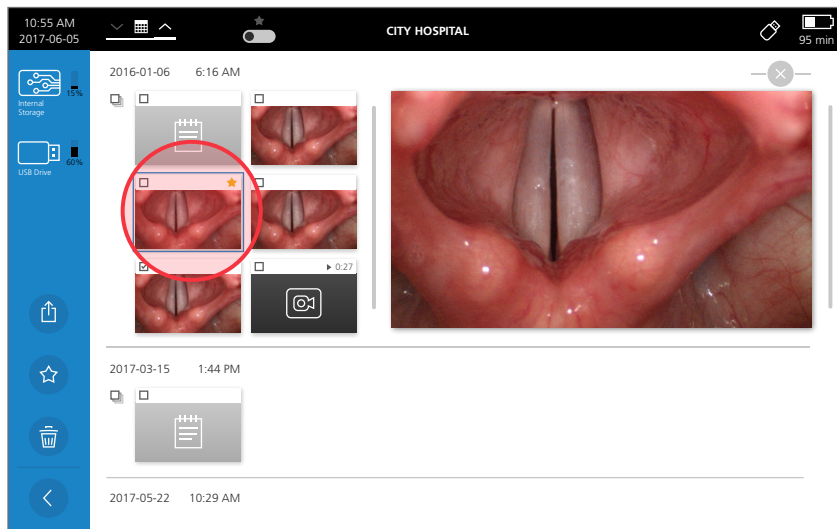 10:55 AM
2017-06-05
CITY HOSPITAL
95 min
Internal
Storage
15%
USB Drive
60%
2016-01-06 6:16 AM
0:27
2017-03-15 1:44 PM
2017-05-22 10:29 AM